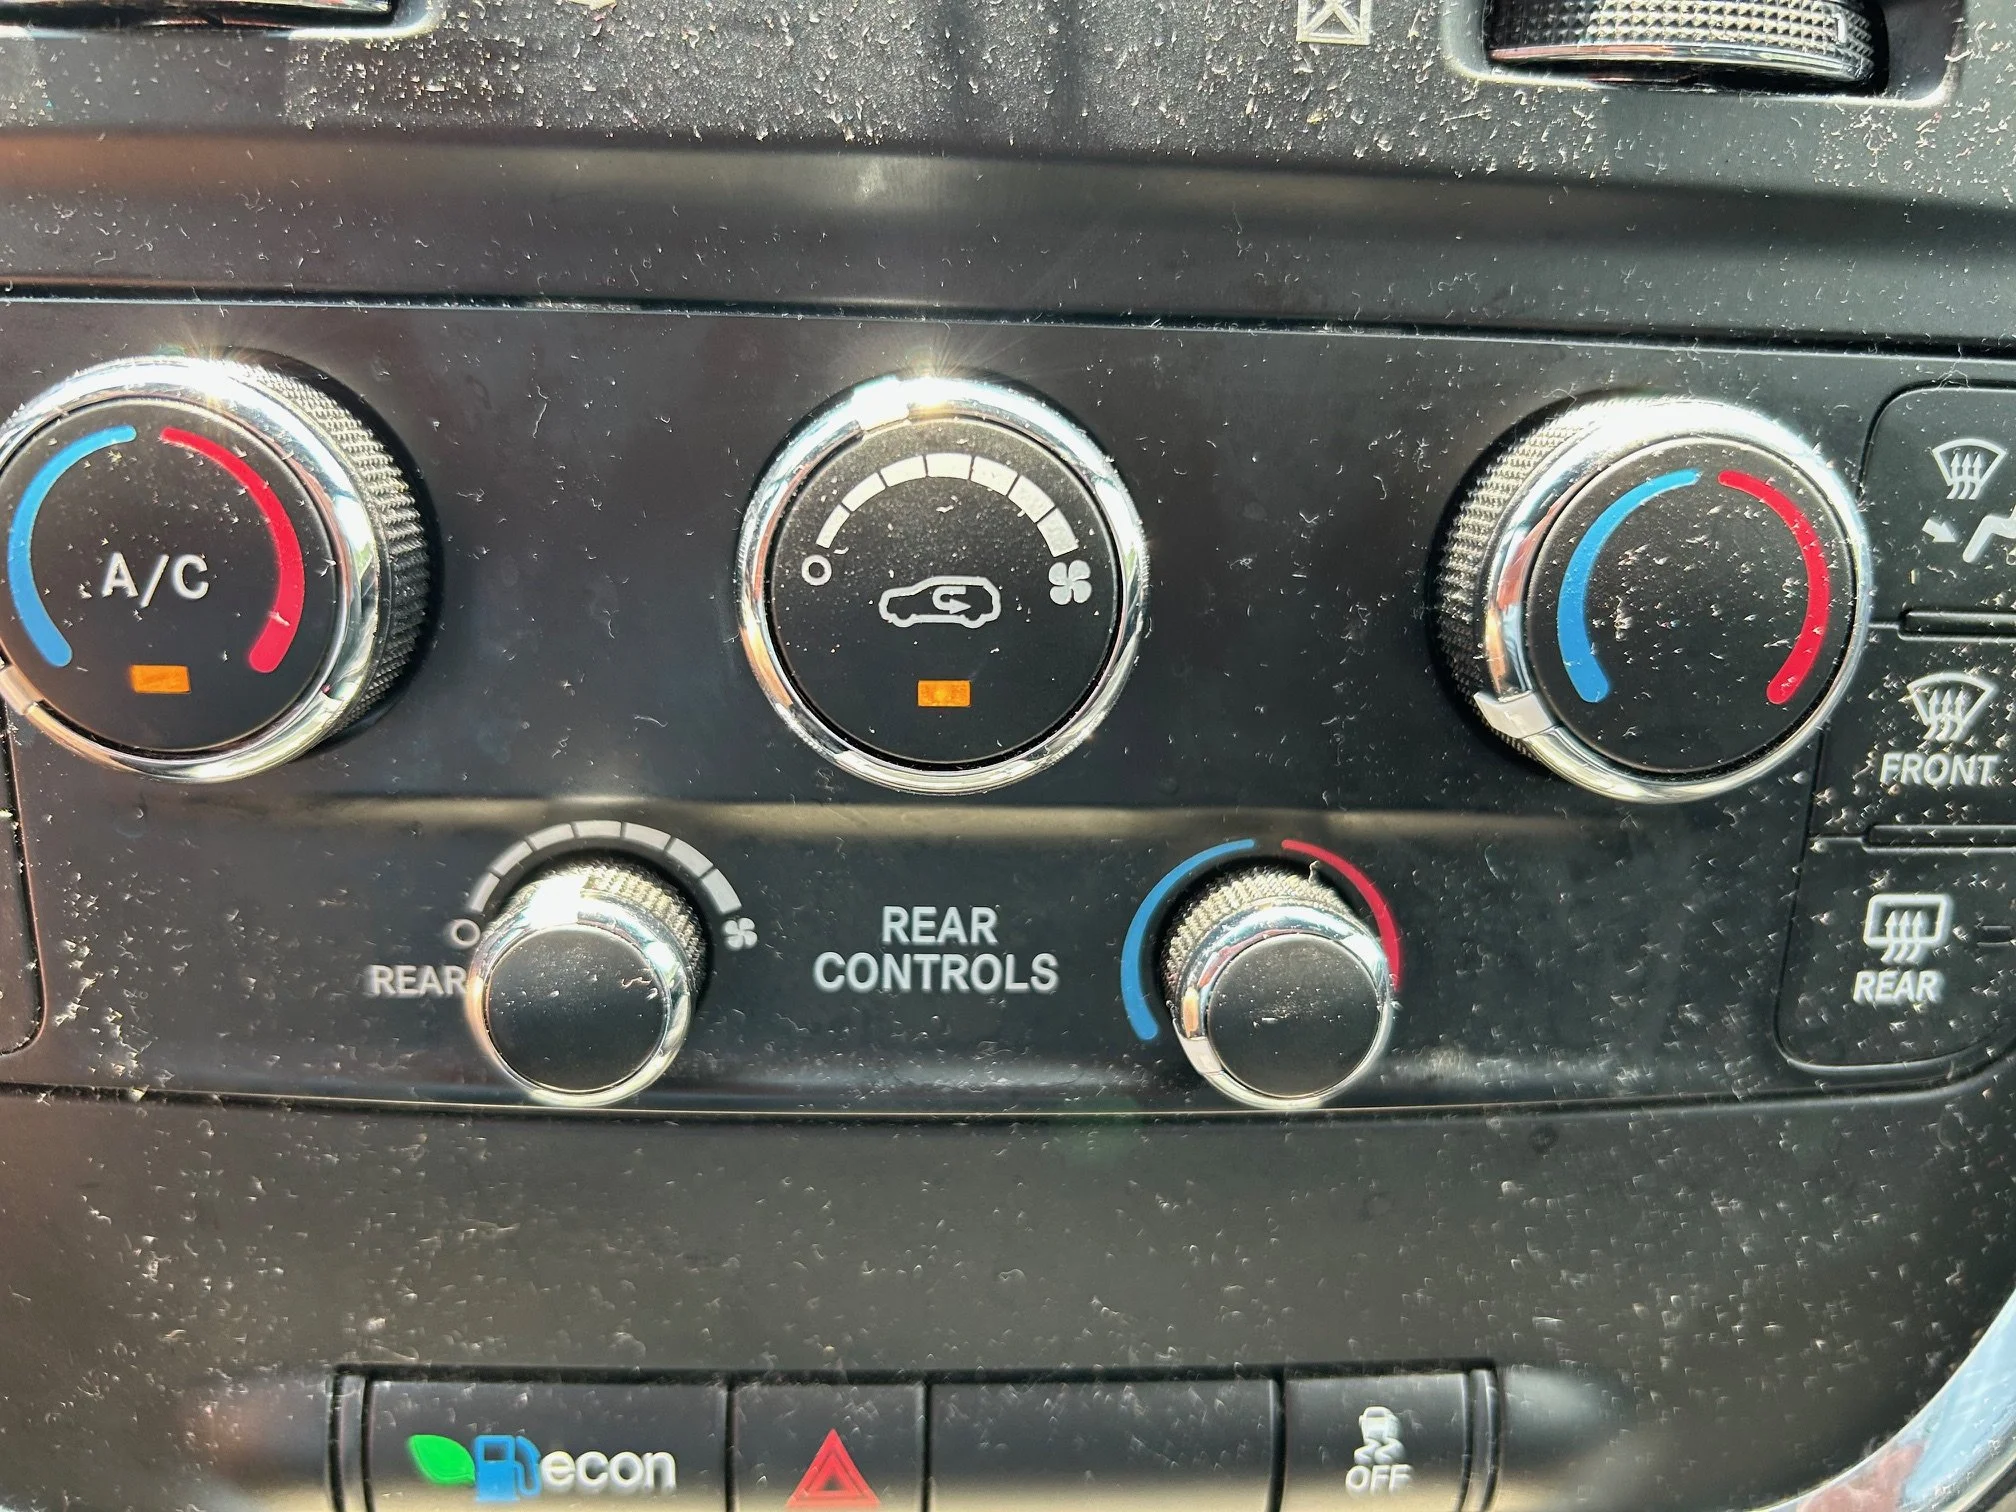 A/C
FRONT
REAR
REAR
CONTROLS
REAR
econ
OFF